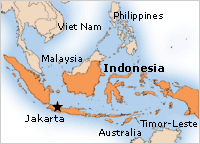 Philippines
Viet Nam
Malaysia
Indonesia
Jakarta
Timor-Leste
Australia